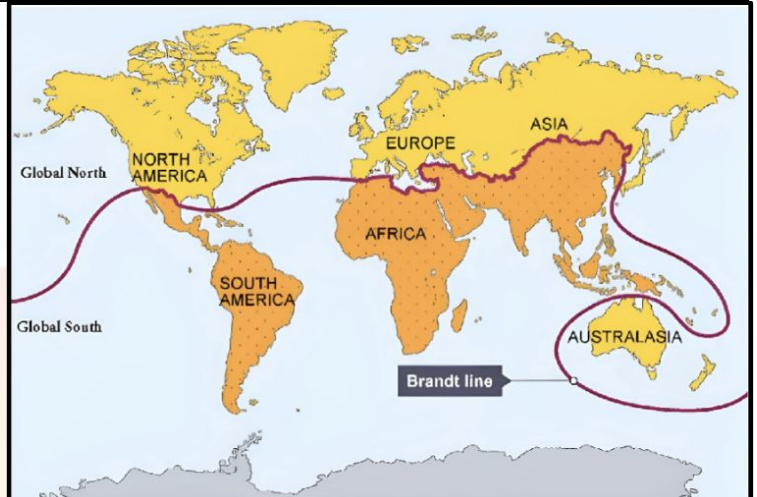 ASIA
EUROPE
NORTH
AMERICA
Global North
AFRICA
SOUTH
AMERICA
Global South
AUSTRALASIA
Brandt line